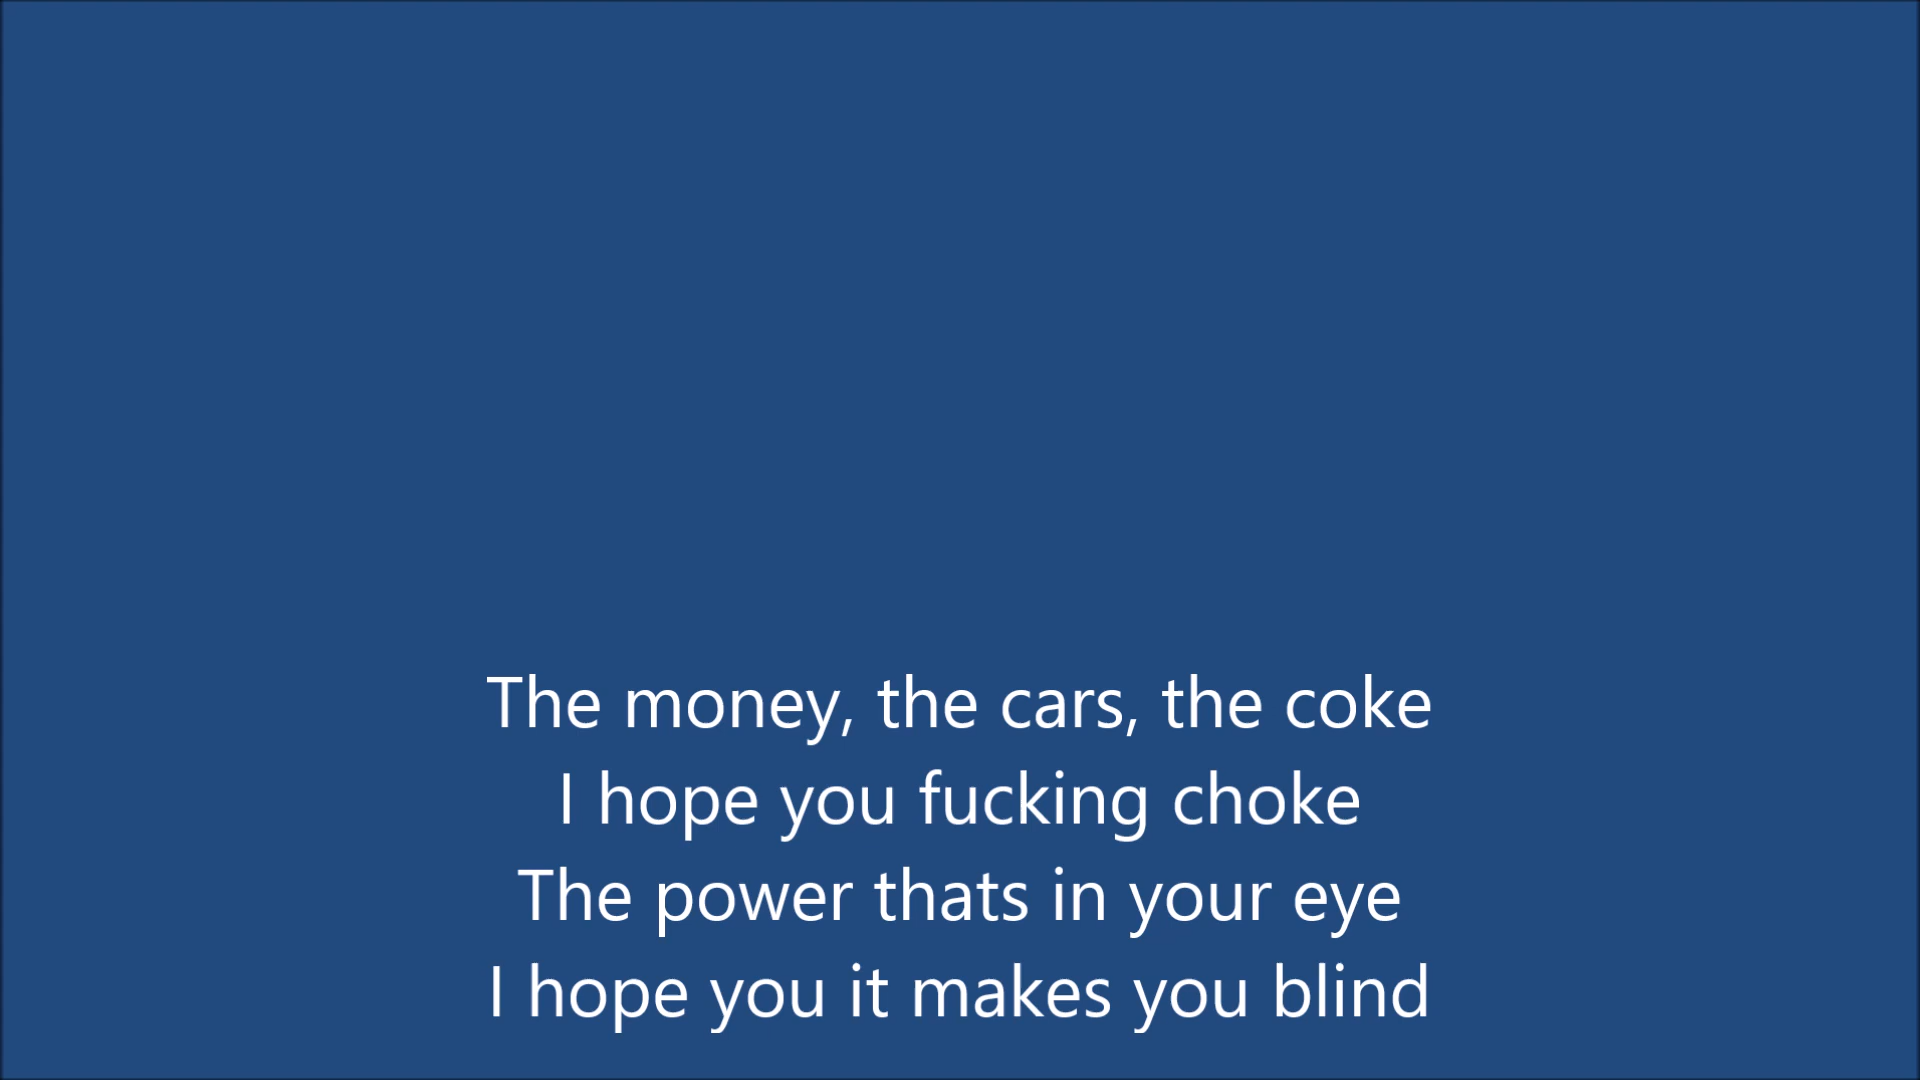 The money, the cars, the coke
I hope you fucking choke
The power thats in your eye
I hope you it makes you blind